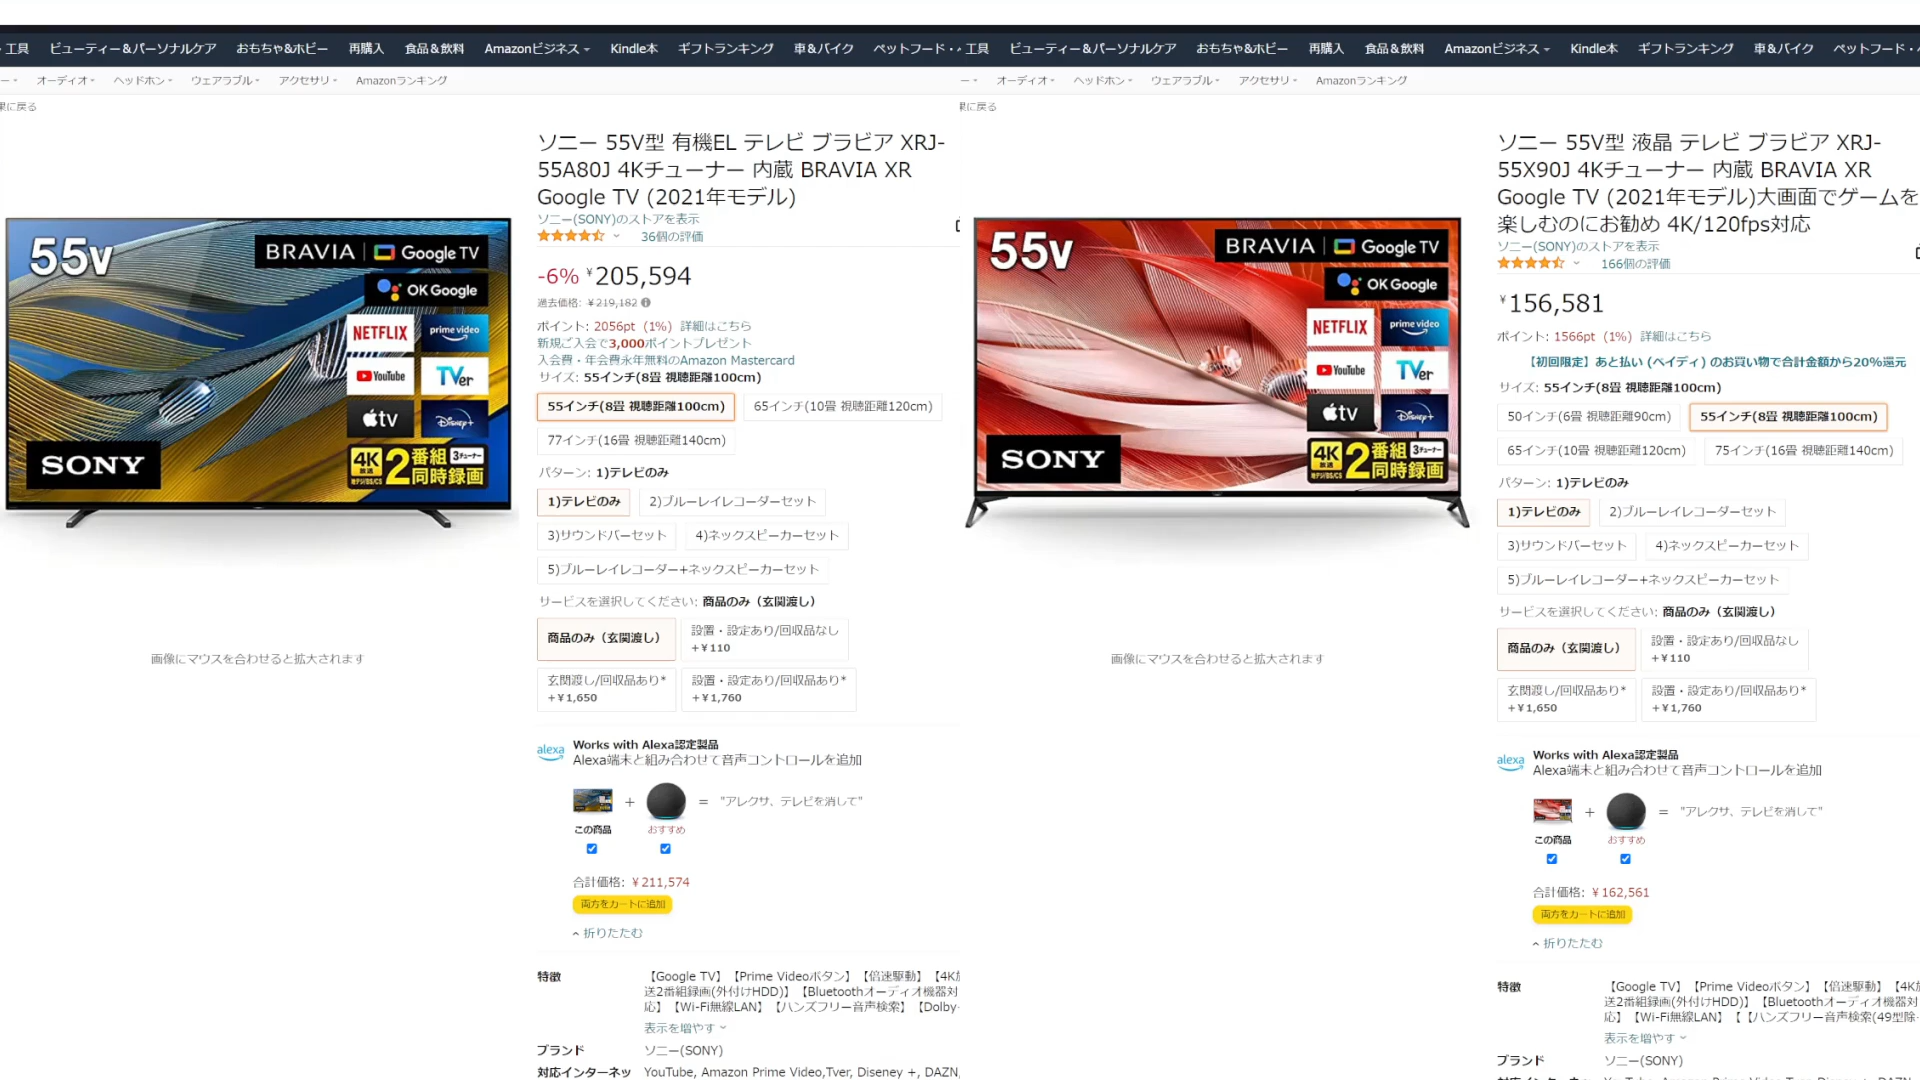 ・工具 ビューティー＆パーソナルケア おもちゃ&ホビー 再購入 食品＆飲料 Amazonビジネス Kindle本 ギフトランキング 車＆バイク ペットフード・
ー オーディオ ヘッドホン ウェアラブル アクセサリ Amazonランキング
果に戻る
55v
BRAVIA Google TV
OK Google
NETFLIX prime video
YouTube TVer
tv Disney+
SONY
4K放送 地デジ/BS/CS 2番組同時録画 3チューナー
画像にマウスを合わせると拡大されます
ソニー 55V型 有機EL テレビ ブラビア XRJ-
55A80J 4Kチューナー 内蔵 BRAVIA XR
Google TV (2021年モデル)
ソニー(SONY)のストアを表示
36個の評価
-6% ￥205,594
過去価格: ￥219,182
ポイント: 2056pt (1%) 詳細はこちら
新規ご入会で3,000ポイントプレゼント
入会費・年会費永年無料のAmazon Mastercard
サイズ: 55インチ(8畳 視聴距離100cm)
55インチ(8畳 視聴距離100cm) 65インチ(10畳 視聴距離120cm)
77インチ(16畳 視聴距離140cm)
パターン: 1)テレビのみ
1)テレビのみ 2)ブルーレイレコーダーセット
3)サウンドバーセット 4)ネックスピーカーセット
5)ブルーレイレコーダー+ネックスピーカーセット
サービスを選択してください: 商品のみ（玄関渡し）
商品のみ（玄関渡し） 設置・設定あり/回収品なし
+￥110
玄関渡し/回収品あり* 設置・設定あり/回収品あり*
+￥1,650 +￥1,760
alexa Works with Alexa認定製品
Alexa端末と組み合わせて音声コントロールを追加
+ = "アレクサ、テレビを消して"
この商品 おすすめ
合計価格: ￥211,574
両方をカートに追加
折りたたむ
特徴 【Google TV】【Prime Videoボタン】【倍速駆動】【4K放
送2番組録画(外付けHDD)】【Bluetoothオーディオ機器対
応】【Wi-Fi無線LAN】【ハンズフリー音声検索】【Dolby
表示を増やす
ブランド ソニー(SONY)
対応インターネッ YouTube, Amazon Prime Video,Tver, Diseney +, DAZN,
工具 ビューティー＆パーソナルケア おもちゃ&ホビー 再購入 食品＆飲料 Amazonビジネス Kindle本 ギフトランキング 車＆バイク ペットフード・
ー オーディオ ヘッドホン ウェアラブル アクセサリ Amazonランキング
果に戻る
55v
BRAVIA Google TV
OK Google
NETFLIX prime video
YouTube TVer
tv Disney+
SONY
4K放送 地デジ/BS/CS 2番組同時録画 3チューナー
画像にマウスを合わせると拡大されます
ソニー 55V型 液晶 テレビ ブラビア XRJ-
55X90J 4Kチューナー 内蔵 BRAVIA XR
Google TV (2021年モデル)大画面でゲームを
楽しむのにお勧め 4K/120fps対応
ソニー(SONY)のストアを表示
166個の評価
￥156,581
ポイント: 1566pt (1%) 詳細はこちら
【初回限定】あと払い (ペイディ) のお買い物で合計金額から20%還元
サイズ: 55インチ(8畳 視聴距離100cm)
50インチ(6畳 視聴距離90cm) 55インチ(8畳 視聴距離100cm)
65インチ(10畳 視聴距離120cm) 75インチ(16畳 視聴距離140cm)
パターン: 1)テレビのみ
1)テレビのみ 2)ブルーレイレコーダーセット
3)サウンドバーセット 4)ネックスピーカーセット
5)ブルーレイレコーダー+ネックスピーカーセット
サービスを選択してください: 商品のみ（玄関渡し）
商品のみ（玄関渡し） 設置・設定あり/回収品なし
+￥110
玄関渡し/回収品あり* 設置・設定あり/回収品あり*
+￥1,650 +￥1,760
alexa Works with Alexa認定製品
Alexa端末と組み合わせて音声コントロールを追加
+ = "アレクサ、テレビを消して"
この商品 おすすめ
合計価格: ￥162,561
両方をカートに追加
折りたたむ
特徴 【Google TV】【Prime Videoボタン】【倍速駆動】【4K放
送2番組録画(外付けHDD)】【Bluetoothオーディオ機器対
応】【Wi-Fi無線LAN】【【ハンズフリー音声検索(49型除
表示を増やす
ブランド ソニー(SONY)